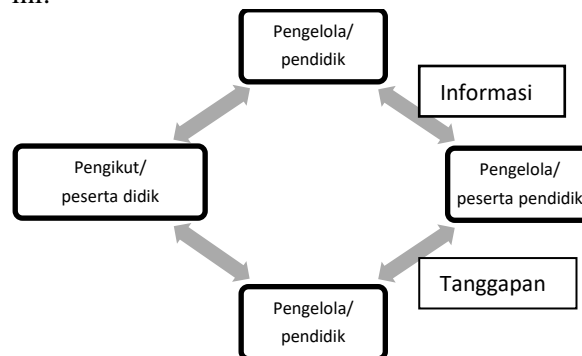 ini.
Pengelola/
pendidik
Informasi
Pengikut/
peserta didik
Pengelola/
peserta pendidik
Tanggapan
Pengelola/
pendidik